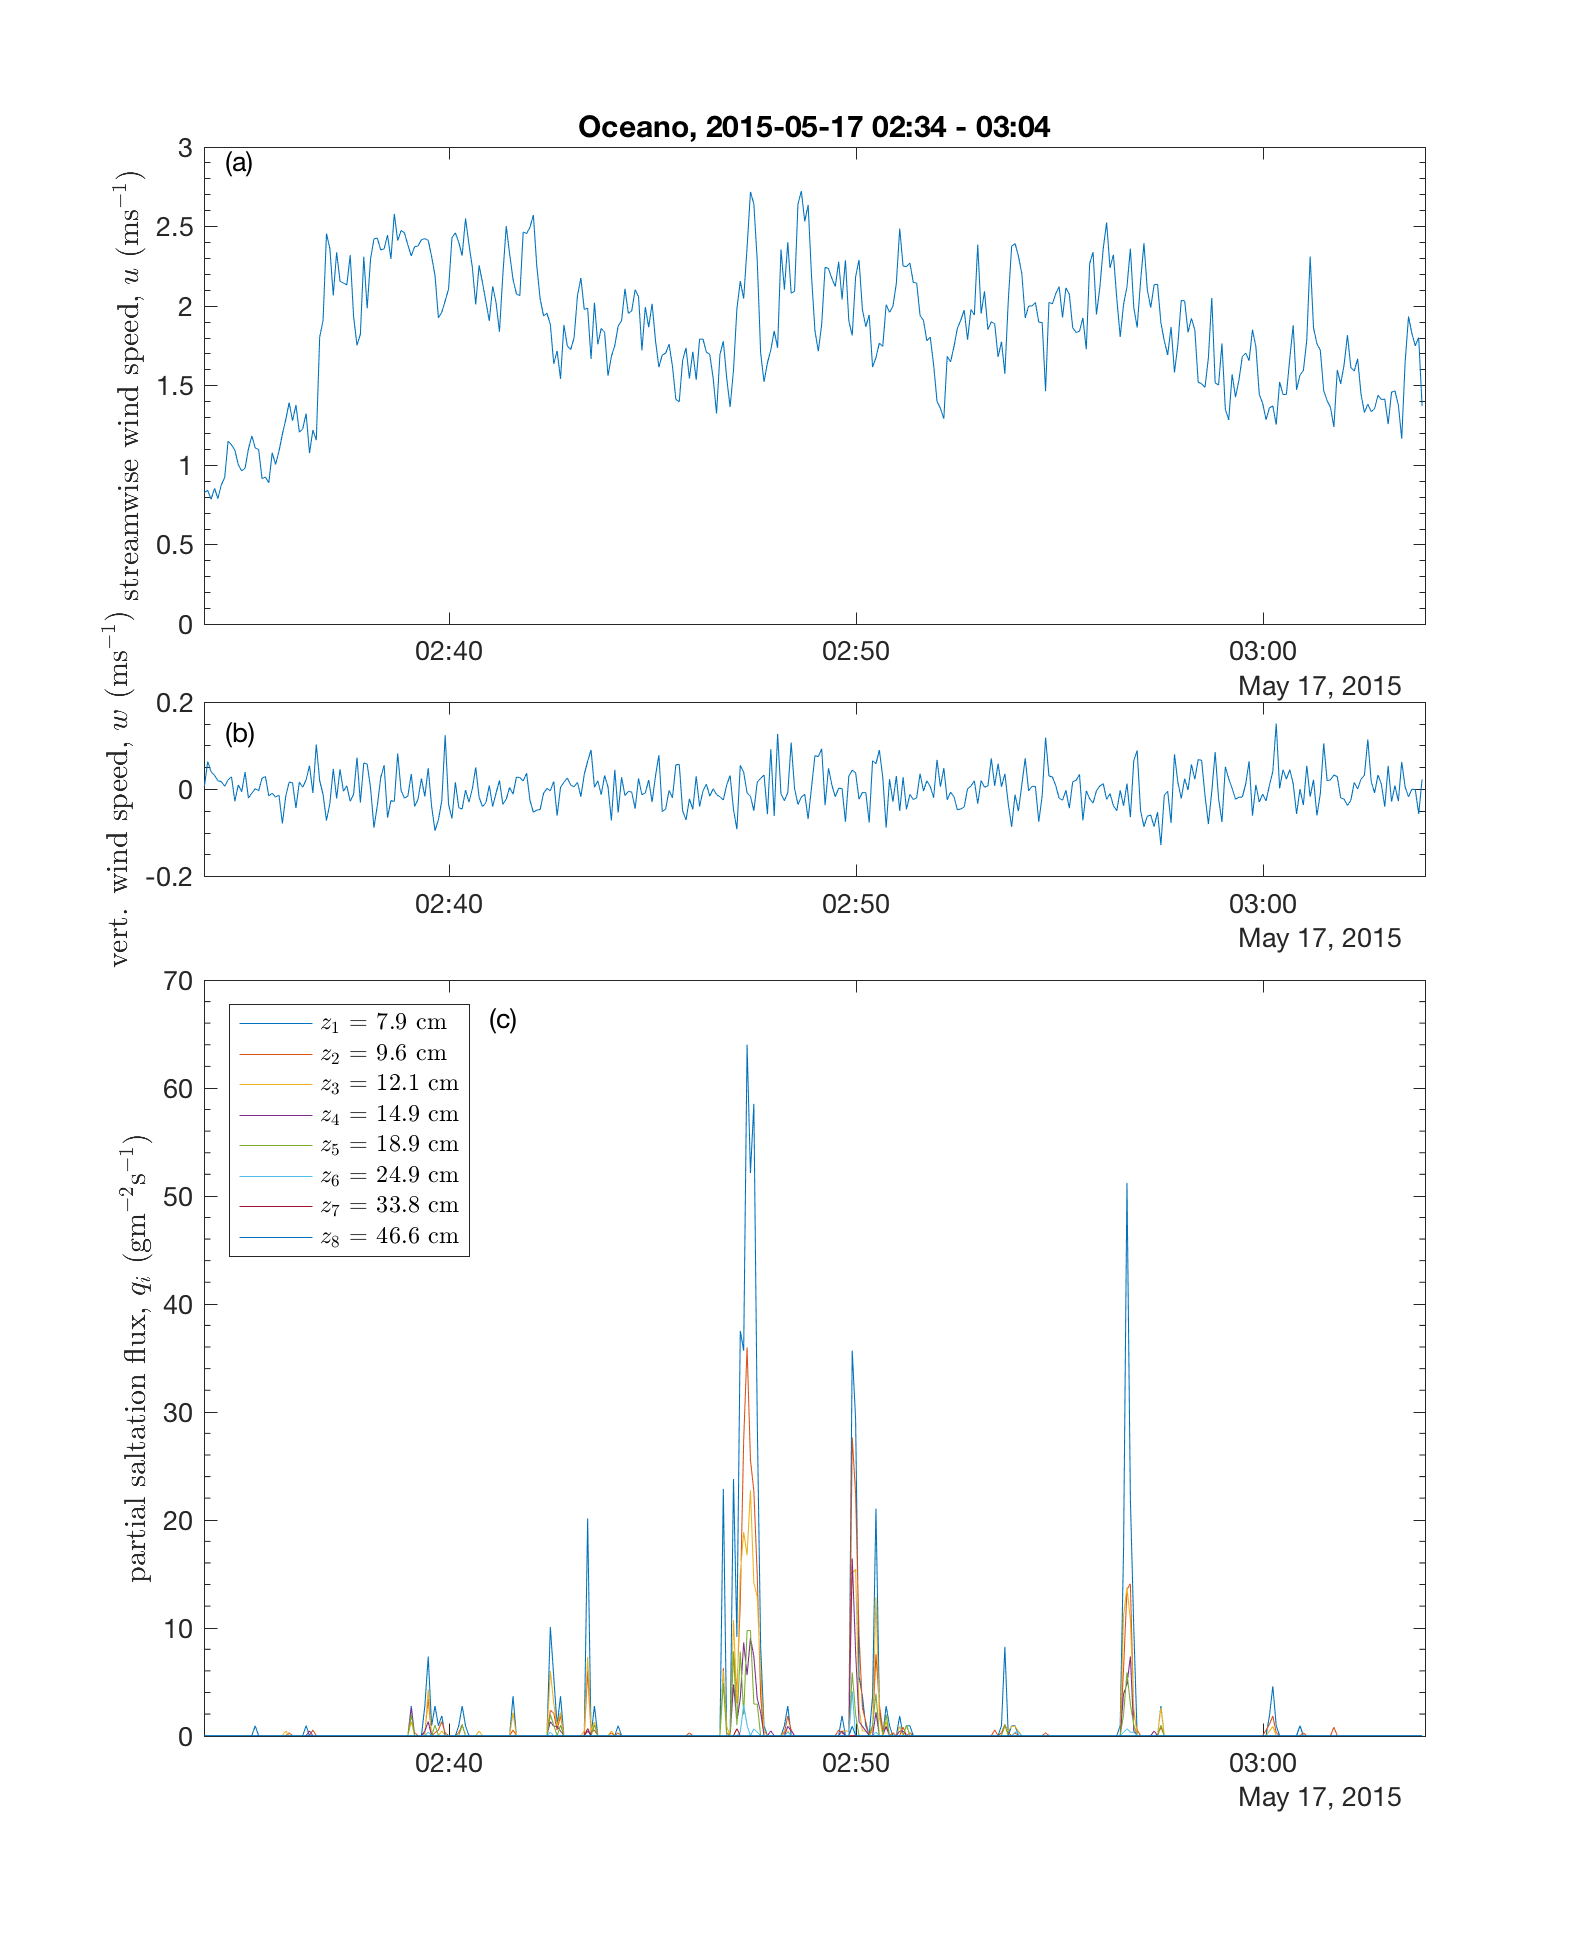 Oceano, 2015-05-17 02:34 - 03:04
(a)
streamwise wind speed, u (ms⁻¹)
3
2.5
2
1.5
1
0.5
0
02:40 02:50 03:00
May 17, 2015
(b)
vert. wind speed, w (ms⁻¹)
0.2
0
-0.2
02:40 02:50 03:00
May 17, 2015
(c)
partial saltation flux, qᵢ (gm⁻²s⁻¹)
70
60
50
40
30
20
10
0
z₁ = 7.9 cm
z₂ = 9.6 cm
z₃ = 12.1 cm
z₄ = 14.9 cm
z₅ = 18.9 cm
z₆ = 24.9 cm
z₇ = 33.8 cm
z₈ = 46.6 cm
02:40 02:50 03:00
May 17, 2015